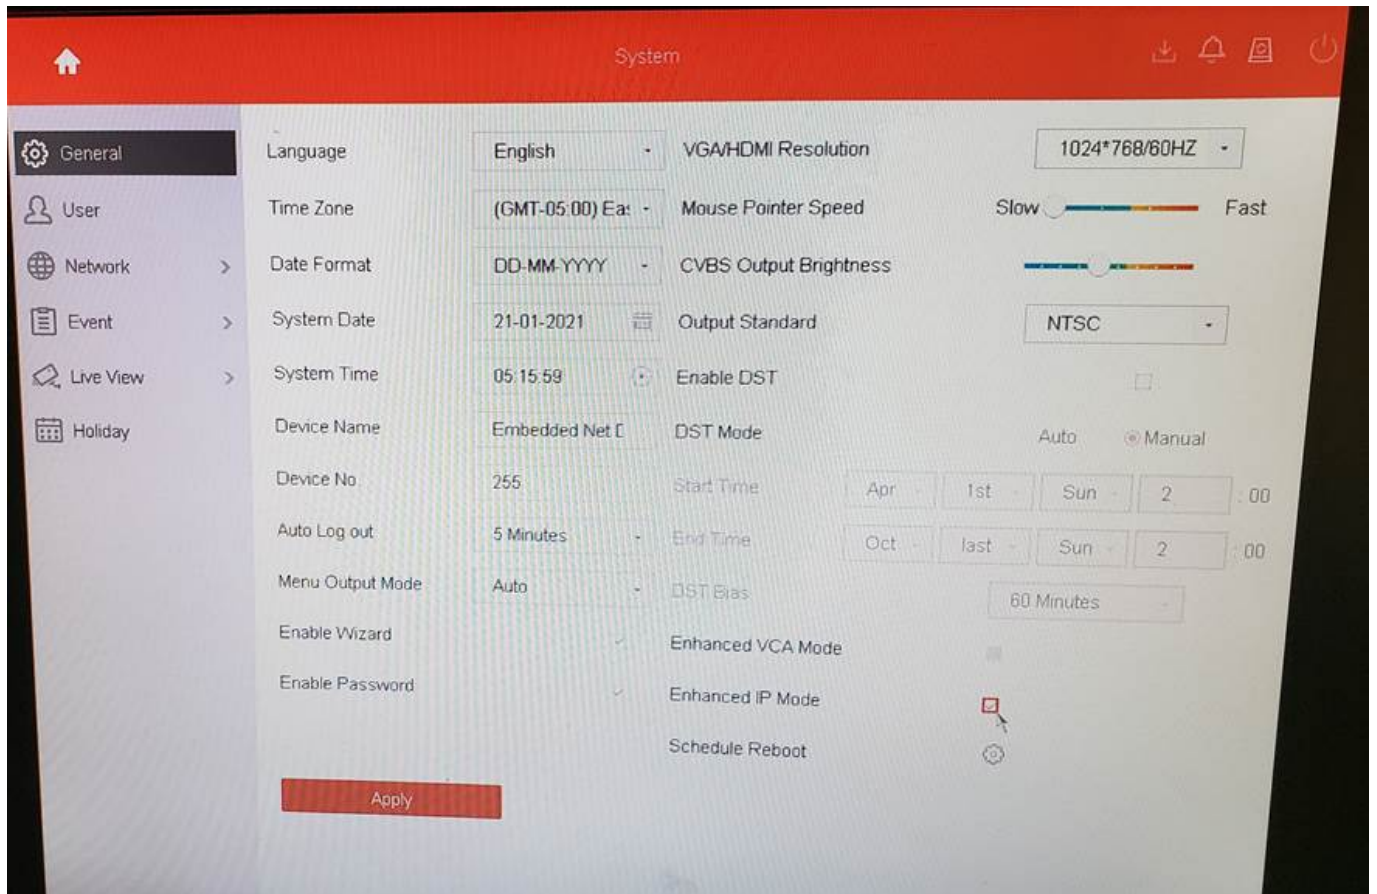 System
General
User
Network
Event
Live View
Holiday
Language English
Time Zone (GMT-05:00) Eas
Date Format DD-MM-YYYY
System Date 21-01-2021
System Time 05:15:59
Device Name Embedded Net D
Device No. 255
Auto Log out 5 Minutes
Menu Output Mode Auto
Enable Wizard
Enable Password
Apply
VGA/HDMI Resolution 1024*768/60HZ
Mouse Pointer Speed Slow Fast
CVBS Output Brightness
Output Standard NTSC
Enable DST
DST Mode Auto Manual
Start Time Apr 1st Sun 2 : 00
End Time Oct last Sun 2 : 00
DST Bias 60 Minutes
Enhanced VCA Mode
Enhanced IP Mode
Schedule Reboot